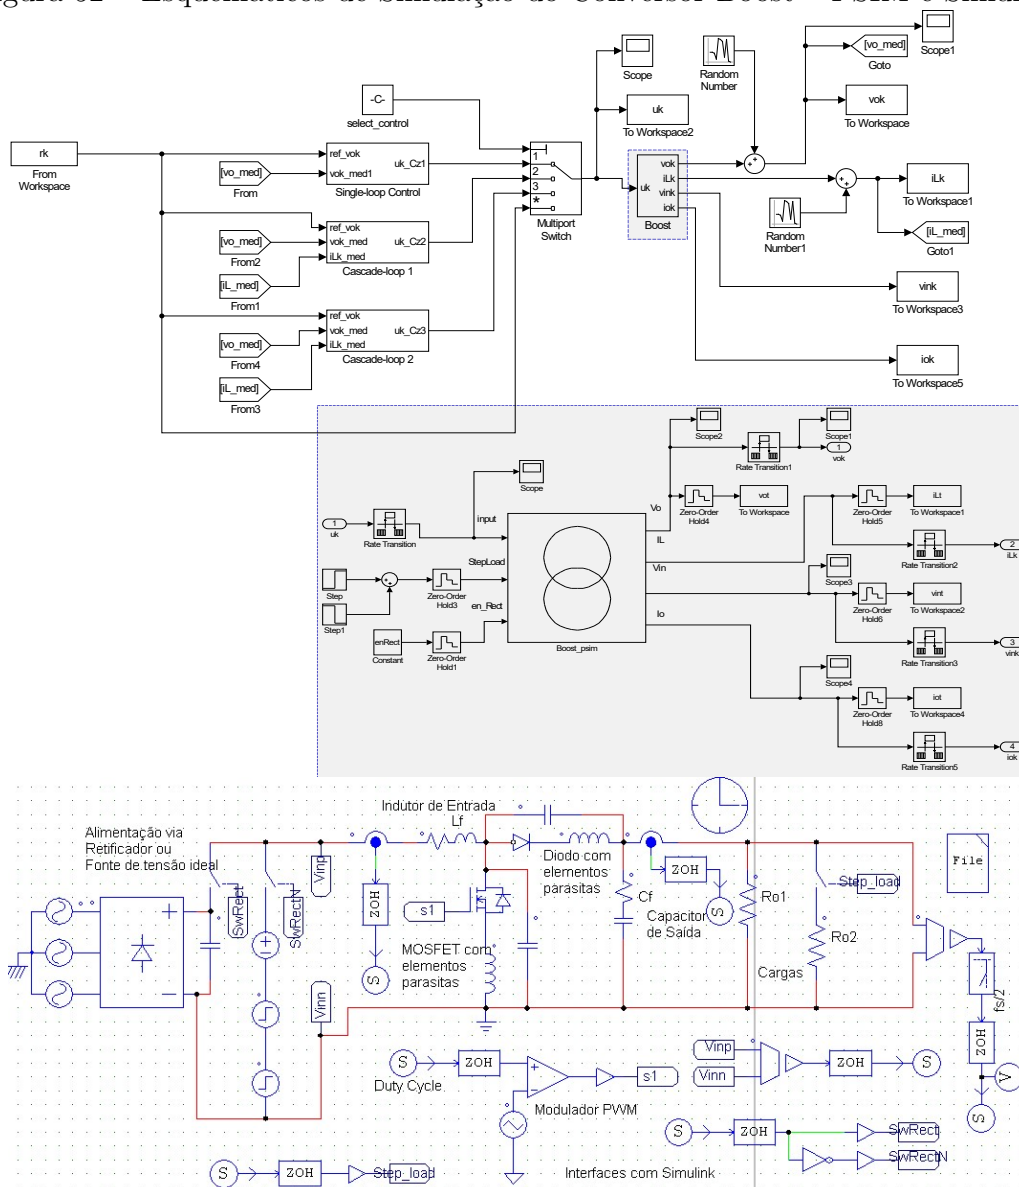 -C-
select_control
rk
From
Workspace
[vo_med]
From
ref_vok
vok_med1
uk_Cz1
Single-loop Control
[vo_med]
From2
[iL_med]
From1
ref_vok
vok_med
iLk_med
uk_Cz2
Cascade-loop 1
[vo_med]
From4
[iL_med]
From3
ref_vok
vok_med
iLk_med
uk_Cz3
Cascade-loop 2
1
2
3
*
Multiport
Switch
Scope
uk
To Workspace2
uk
vok
iLk
vink
iok
Boost
Random
Number
Random
Number1
Scope1
[vo_med]
Goto
vok
To Workspace
iLk
To Workspace1
[iL_med]
Goto1
vink
To Workspace3
iok
To Workspace5
1
uk
Rate Transition
input
Scope
Step
Step1
Zero-Order
Hold3
StepLoad
enRect
Constant
Zero-Order
Hold1
en_Rect
Boost_psim
Vo
IL
Vin
Io
Scope2
Rate Transition1
Scope1
1
vok
Zero-Order
Hold4
vot
To Workspace
Zero-Order
Hold5
iLt
To Workspace1
Rate Transition2
2
iLk
Scope3
Zero-Order
Hold6
vint
To Workspace2
Rate Transition3
3
vink
Scope4
Zero-Order
Hold8
iot
To Workspace4
Rate Transition5
4
iok
Alimentação via
Retificador ou
Fonte de tensão ideal
SwRect
SwRectN
Vinp
Vinn
ZOH
S
Indutor de Entrada
Lf
s1
MOSFET com
elementos
parasitas
Diodo com
elementos
parasitas
Cf
Capacitor
de Saída
ZOH
S
Ro1
Step_load
Ro2
Cargas
File
fs/2
ZOH
V
S
S
ZOH
Duty Cycle
s1
Modulador PWM
Vinp
Vinn
ZOH
S
S
ZOH
SwRect
SwRectN
S
ZOH
Step_load
Interfaces com Simulink